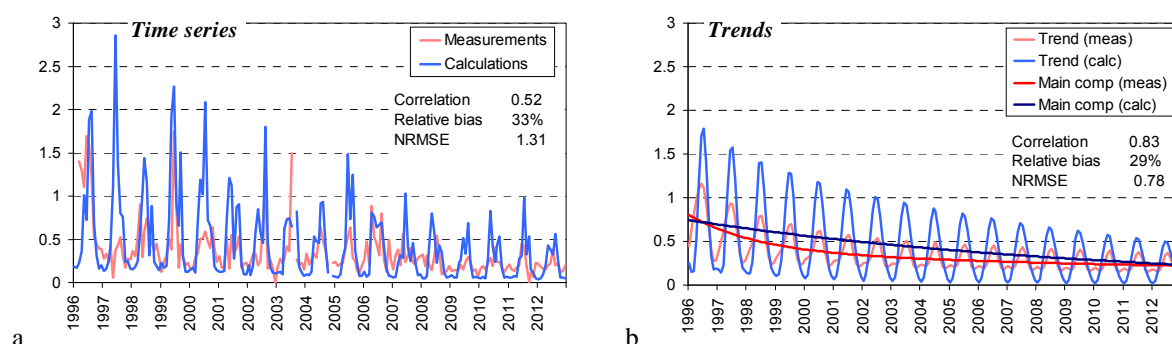 Time series
3
2.5
2
1.5
1
0.5
0
Measurements
Calculations
Correlation 0.52
Relative bias 33%
NRMSE 1.31
1996 1997 1998 1999 2000 2001 2002 2003 2004 2005 2006 2007 2008 2009 2010 2011 2012
a
Trends
3
2.5
2
1.5
1
0.5
0
Trend (meas)
Trend (calc)
Main comp (meas)
Main comp (calc)
Correlation 0.83
Relative bias 29%
NRMSE 0.78
1996 1997 1998 1999 2000 2001 2002 2003 2004 2005 2006 2007 2008 2009 2010 2011 2012
b